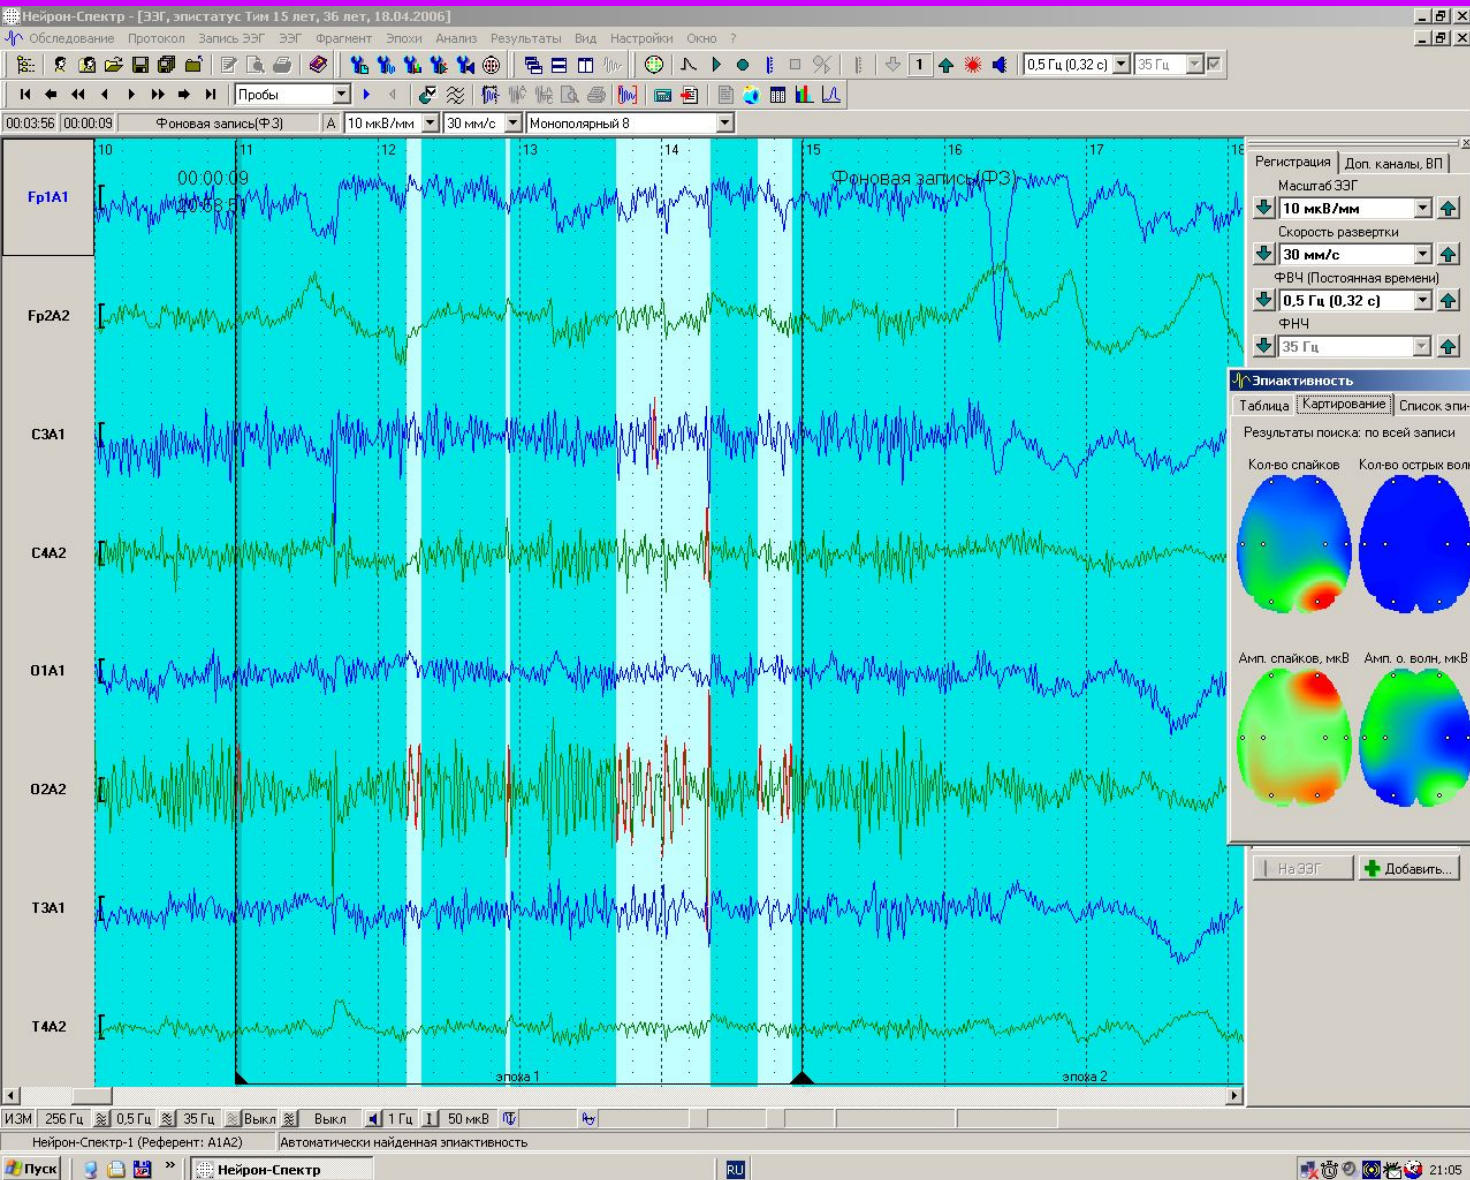 Нейрон-Спектр - [ЭЭГ, эпистатус Тим 15 лет, 36 лет, 18.04.2006]
Обследование Протокол Запись ЭЭГ ЭЭГ Фрагмент Эпохи Анализ Результаты Вид Настройки Окно ?
1 0,5 Гц (0,32 с) 35 Гц
Пробы
00:03:56 00:00:09 Фоновая запись(ФЗ) A 10 мкВ/мм 30 мм/с Монополярный 8
10 11 12 13 14 15 16 17 18
00:00:09 Фоновая запись(ФЗ)
Fp1A1
Fp2A2
C3A1
C4A2
O1A1
O2A2
T3A1
T4A2
эпоха 1 эпоха 2
Регистрация Доп. каналы, ВП
Масштаб ЭЭГ
10 мкВ/мм
Скорость развертки
30 мм/с
ФВЧ (Постоянная времени)
0,5 Гц (0,32 с)
ФНЧ
35 Гц
Эпиактивность
Таблица Картирование Список эпи-
Результаты поиска: по всей записи
Кол-во спайков Кол-во острых волн
Амп. спайков, мкВ Амп. о. волн, мкВ
На ЭЭГ Добавить...
ИЗМ 256 Гц 0,5 Гц 35 Гц Выкл Выкл 1 Гц 50 мкВ
Нейрон-Спектр-1 (Референт: A1A2) Автоматически найденная эпиактивность
Пуск » Нейрон-Спектр RU 21:05